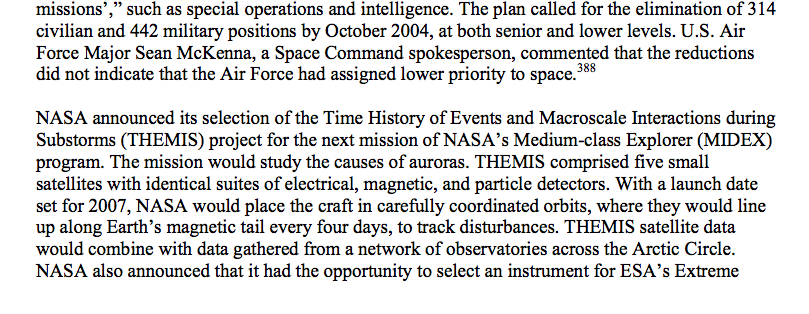 missions’,” such as special operations and intelligence. The plan called for the elimination of 314
civilian and 442 military positions by October 2004, at both senior and lower levels. U.S. Air
Force Major Sean McKenna, a Space Command spokesperson, commented that the reductions
did not indicate that the Air Force had assigned lower priority to space.388
NASA announced its selection of the Time History of Events and Macroscale Interactions during
Substorms (THEMIS) project for the next mission of NASA’s Medium-class Explorer (MIDEX)
program. The mission would study the causes of auroras. THEMIS comprised five small
satellites with identical suites of electrical, magnetic, and particle detectors. With a launch date
set for 2007, NASA would place the craft in carefully coordinated orbits, where they would line
up along Earth’s magnetic tail every four days, to track disturbances. THEMIS satellite data
would combine with data gathered from a network of observatories across the Arctic Circle.
NASA also announced that it had the opportunity to select an instrument for ESA’s Extreme